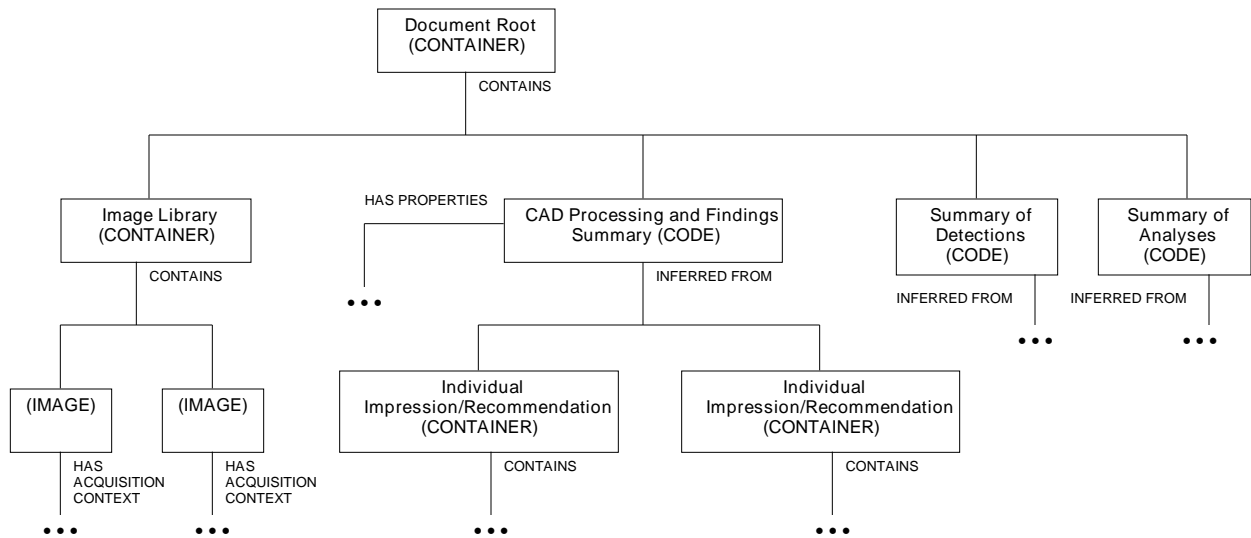 Document Root
(CONTAINER)
CONTAINS
HAS PROPERTIES
Image Library
(CONTAINER)
CAD Processing and Findings
Summary (CODE)
Summary of
Detections
(CODE)
Summary of
Analyses
(CODE)
CONTAINS
INFERRED FROM
INFERRED FROM
INFERRED FROM
•••
•••
•••
(IMAGE)
(IMAGE)
Individual
Impression/Recommendation
(CONTAINER)
Individual
Impression/Recommendation
(CONTAINER)
HAS
ACQUISITION
CONTEXT
HAS
ACQUISITION
CONTEXT
CONTAINS
CONTAINS
•••
•••
•••
•••